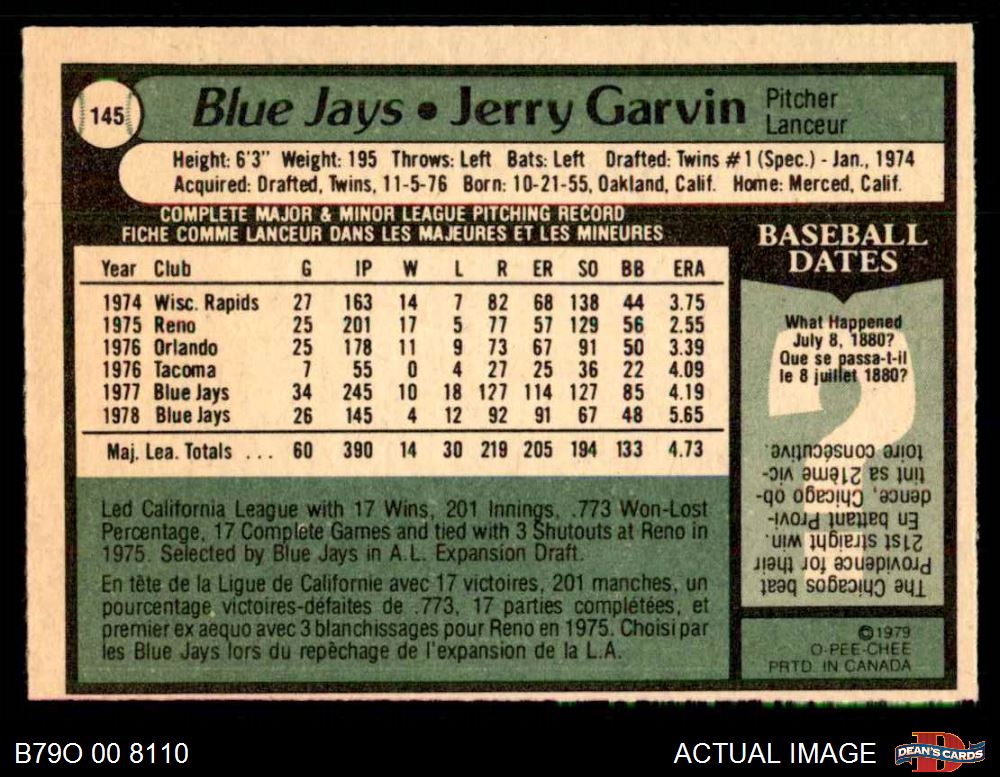 145
Blue Jays • Jerry Garvin
Pitcher
Lanceur
Height: 6'3" Weight: 195 Throws: Left Bats: Left Drafted: Twins #1 (Spec.) - Jan., 1974
Acquired: Drafted, Twins, 11-5-76 Born: 10-21-55, Oakland, Calif. Home: Merced, Calif.
COMPLETE MAJOR & MINOR LEAGUE PITCHING RECORD
FICHE COMME LANCEUR DANS LES MAJEURES ET LES MINEURES
Year Club G IP W L R ER SO BB ERA
1974 Wisc. Rapids 27 163 14 7 82 68 138 44 3.75
1975 Reno 25 201 17 5 77 57 129 56 2.55
1976 Orlando 25 178 11 9 73 67 91 50 3.39
1976 Tacoma 7 55 0 4 27 25 36 22 4.09
1977 Blue Jays 34 245 10 18 127 114 127 85 4.19
1978 Blue Jays 26 145 4 12 92 91 67 48 5.65
Maj. Lea. Totals ... 60 390 14 30 219 205 194 133 4.73
Led California League with 17 Wins, 201 Innings, .773 Won-Lost
Percentage, 17 Complete Games and tied with 3 Shutouts at Reno in
1975. Selected by Blue Jays in A.L. Expansion Draft.
En tête de la Ligue de Californie avec 17 victoires, 201 manches, un
pourcentage victoires-défaites de .773, 17 parties complétées, et
premier ex aequo avec 3 blanchissages pour Reno en 1975. Choisi par
les Blue Jays lors du repêchage de l'expansion de la L.A.
BASEBALL
DATES
What Happened
July 8, 1880?
Que se passa-t-il
le 8 juillet 1880?
The Chicagos beat
Providence for their
21st straight win.
En battant Provi-
dence, Chicago ob-
tint sa 21ème vic-
toire consécutive.
©1979
O-PEE-CHEE
PRTD. IN CANADA
B79O 00 8110
ACTUAL IMAGE
DEAN'S CARDS